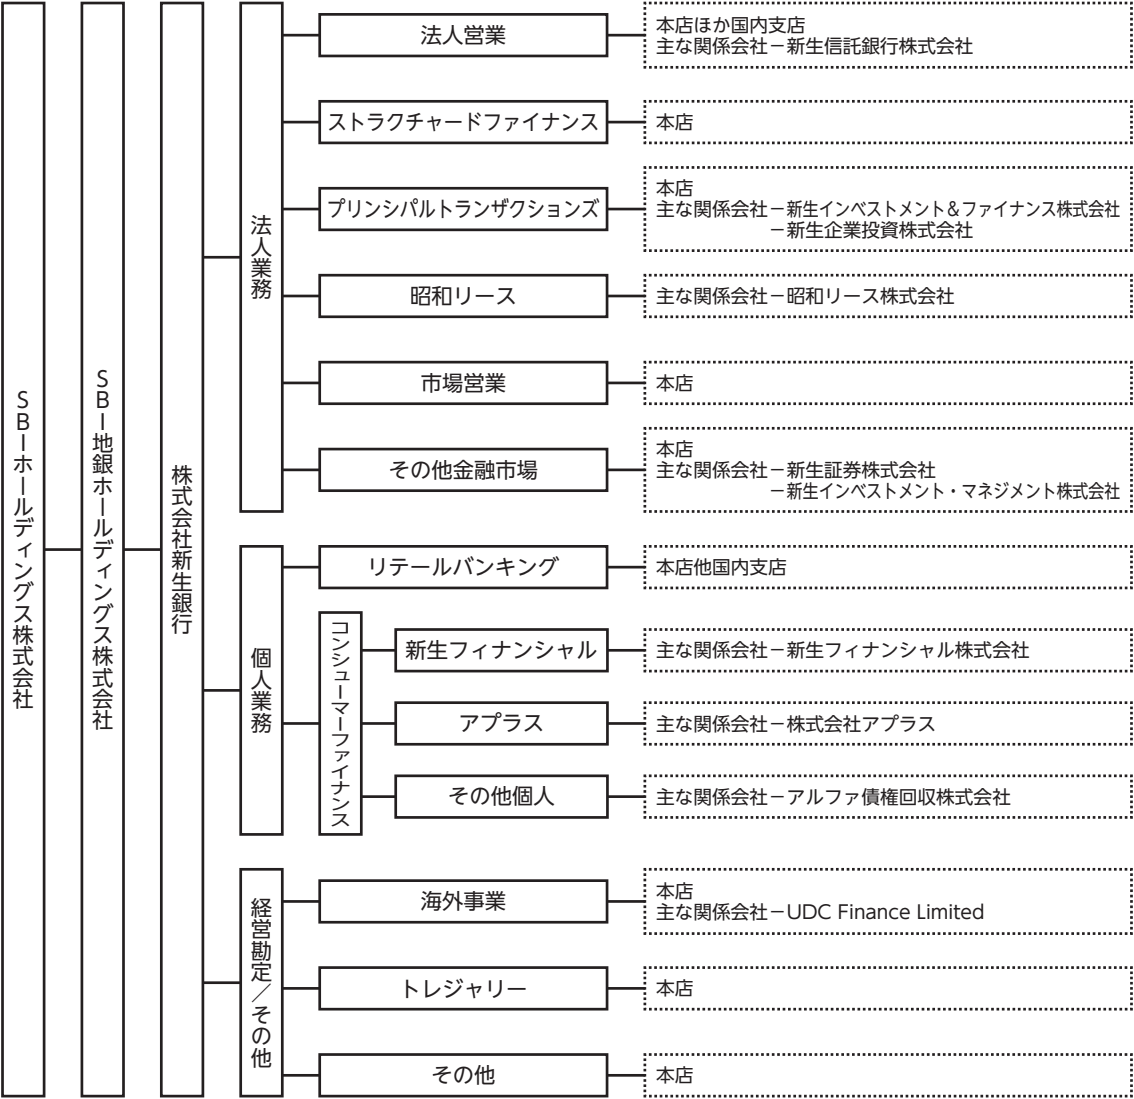 SBIホールディングス株式会社
SBI地銀ホールディングス株式会社
株式会社新生銀行
法人業務
法人営業
本店ほか国内支店
主な関係会社－新生信託銀行株式会社
ストラクチャードファイナンス
本店
プリンシパルトランザクションズ
本店
主な関係会社－新生インベストメント＆ファイナンス株式会社
－新生企業投資株式会社
昭和リース
主な関係会社－昭和リース株式会社
市場営業
本店
その他金融市場
本店
主な関係会社－新生証券株式会社
－新生インベストメント・マネジメント株式会社
個人業務
リテールバンキング
本店他国内支店
コンシューマーファイナンス
新生フィナンシャル
主な関係会社－新生フィナンシャル株式会社
アプラス
主な関係会社－株式会社アプラス
その他個人
主な関係会社－アルファ債権回収株式会社
経営勘定／その他
海外事業
本店
主な関係会社－UDC Finance Limited
トレジャリー
本店
その他
本店